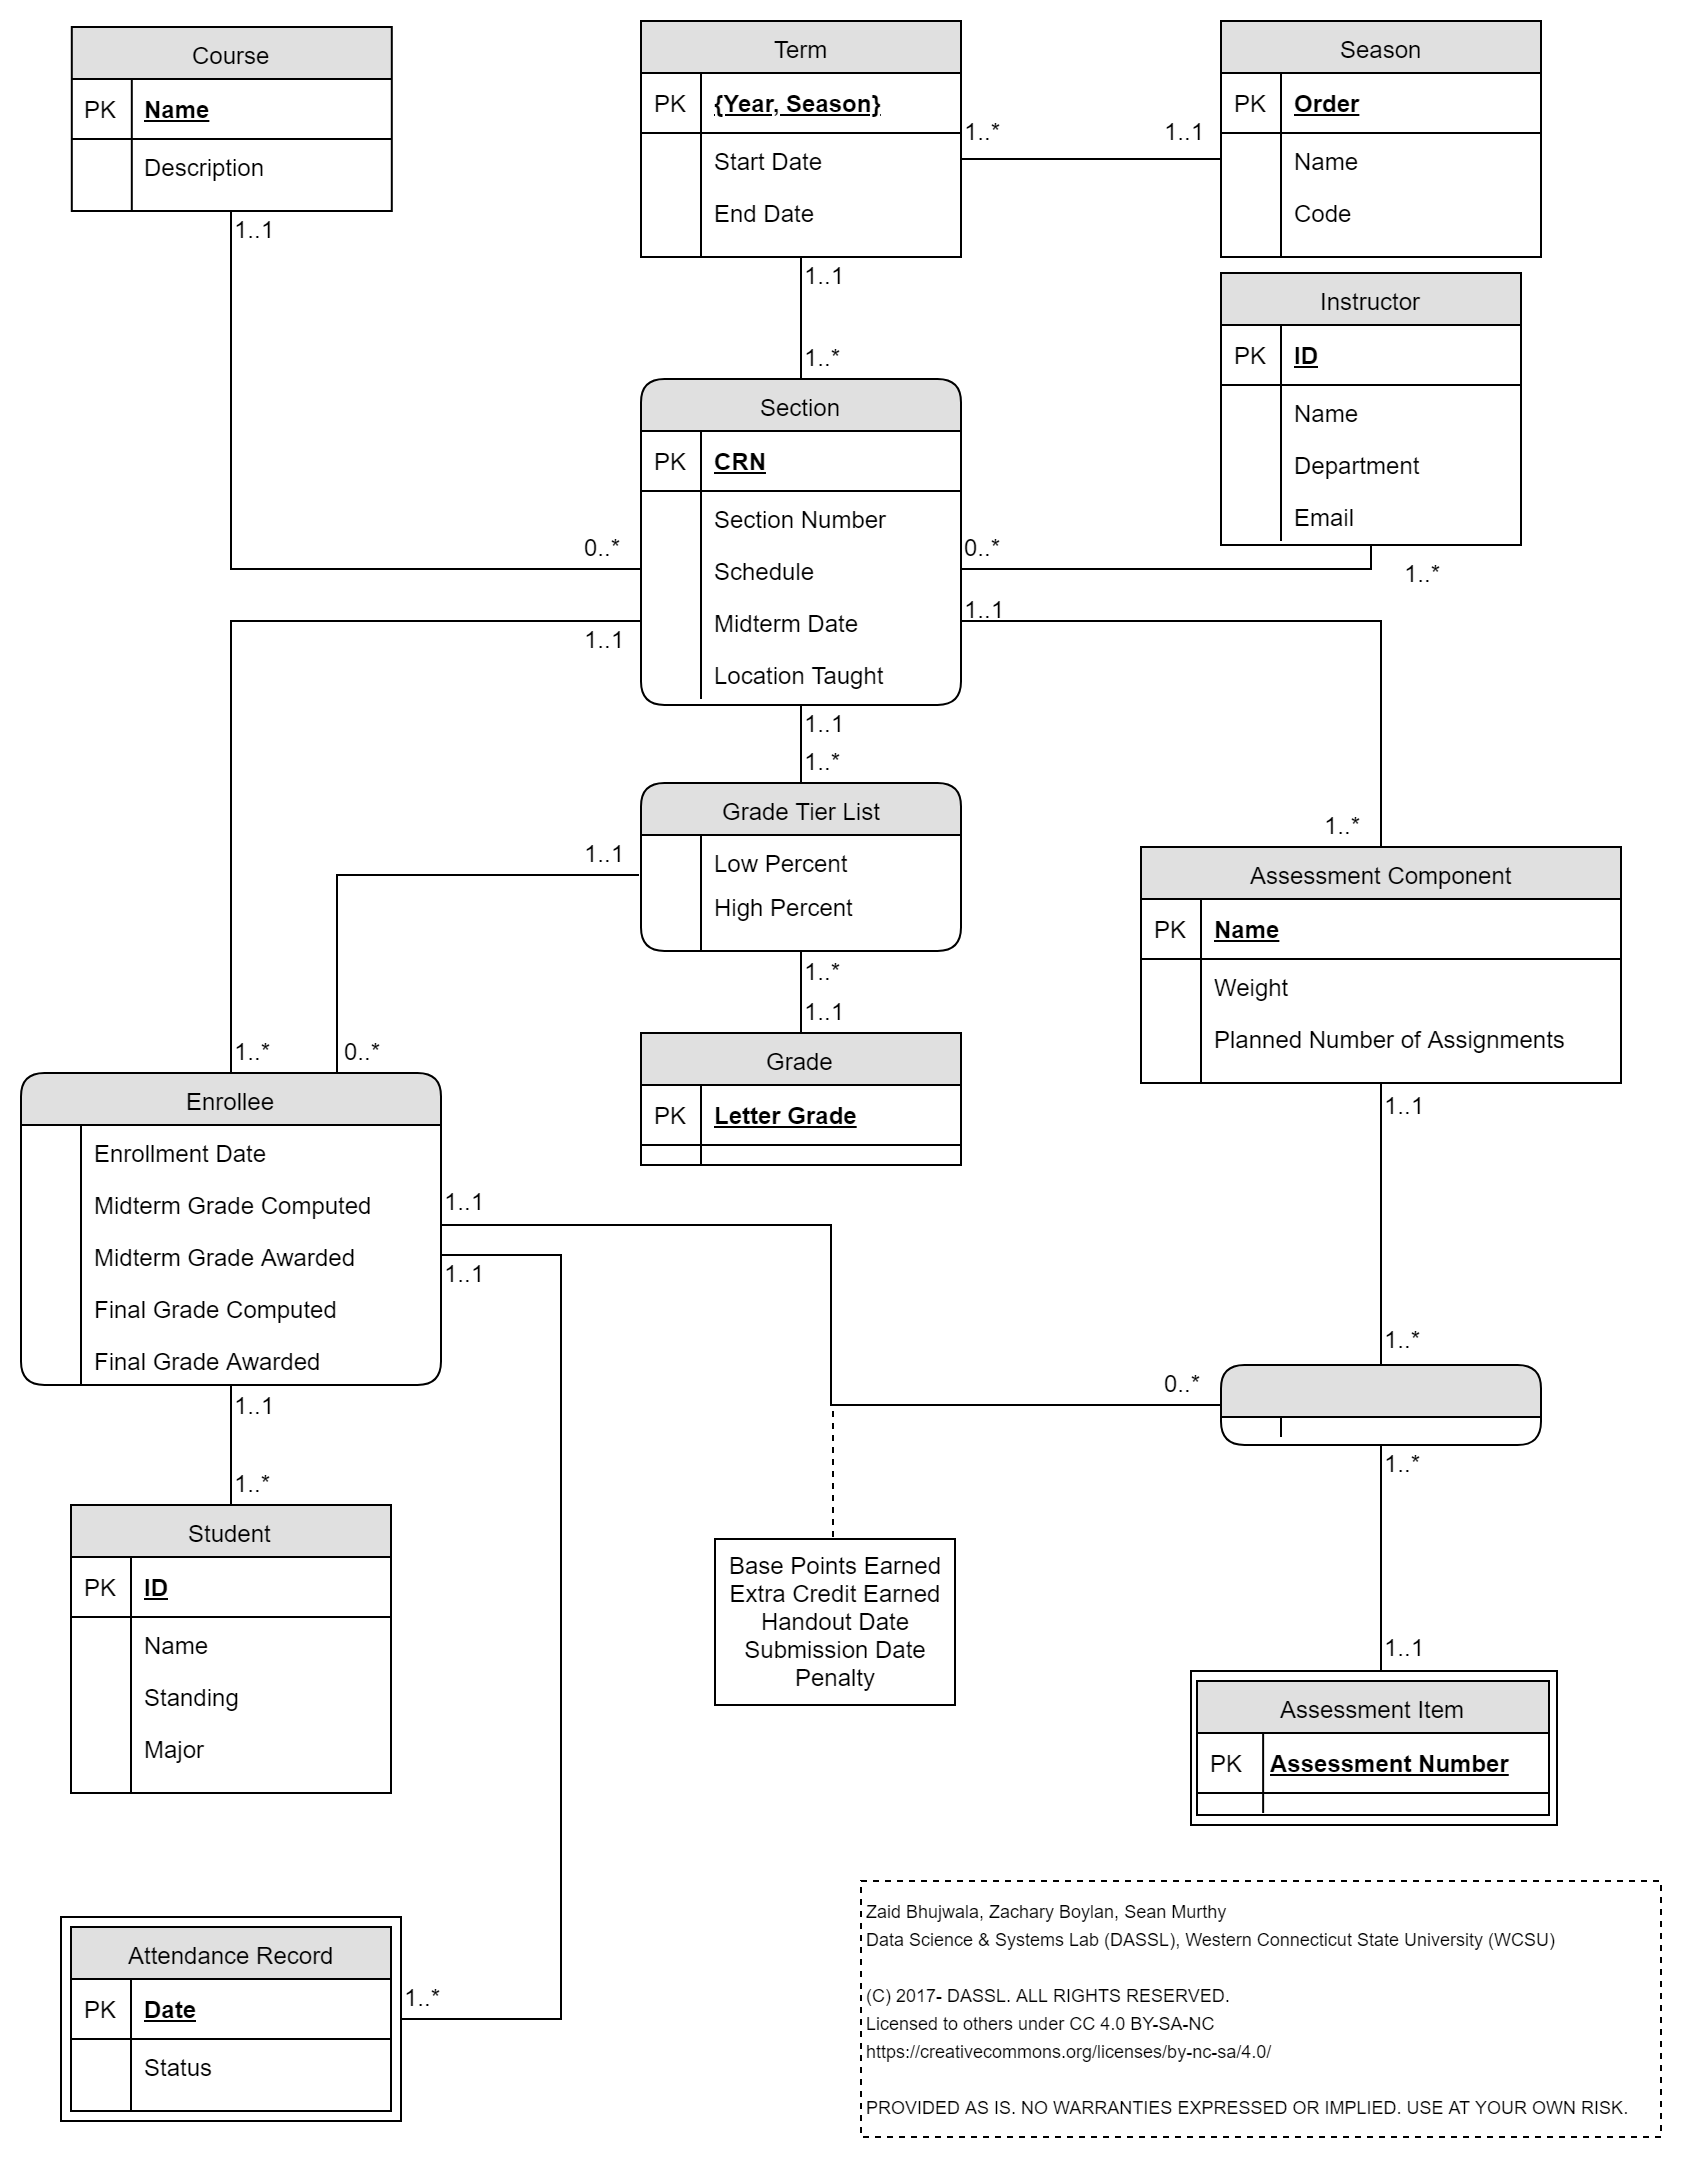 Course
PK Name
Description
Term
PK {Year, Season}
Start Date
End Date
1..* 1..1
Season
PK Order
Name
Code
1..1
1..1
1..*
Instructor
PK ID
Name
Department
Email
1..*
Section
PK CRN
Section Number
Schedule
Midterm Date
Location Taught
0..*
0..*
1..1
1..1
1..1
1..*
Grade Tier List
Low Percent
High Percent
1..1
1..*
1..1
1..*
Assessment Component
PK Name
Weight
Planned Number of Assignments
1..1
Grade
PK Letter Grade
1..*
0..*
Enrollee
Enrollment Date
Midterm Grade Computed
Midterm Grade Awarded
Final Grade Computed
Final Grade Awarded
1..1
1..1
1..1
1..*
0..*
1..*
1..*
1..1
Student
PK ID
Name
Standing
Major
Base Points Earned
Extra Credit Earned
Handout Date
Submission Date
Penalty
Assessment Item
PK Assessment Number
Attendance Record
PK Date
Status
1..*
Zaid Bhujwala, Zachary Boylan, Sean Murthy
Data Science & Systems Lab (DASSL), Western Connecticut State University (WCSU)
(C) 2017- DASSL. ALL RIGHTS RESERVED.
Licensed to others under CC 4.0 BY-SA-NC
https://creativecommons.org/licenses/by-nc-sa/4.0/
PROVIDED AS IS. NO WARRANTIES EXPRESSED OR IMPLIED. USE AT YOUR OWN RISK.